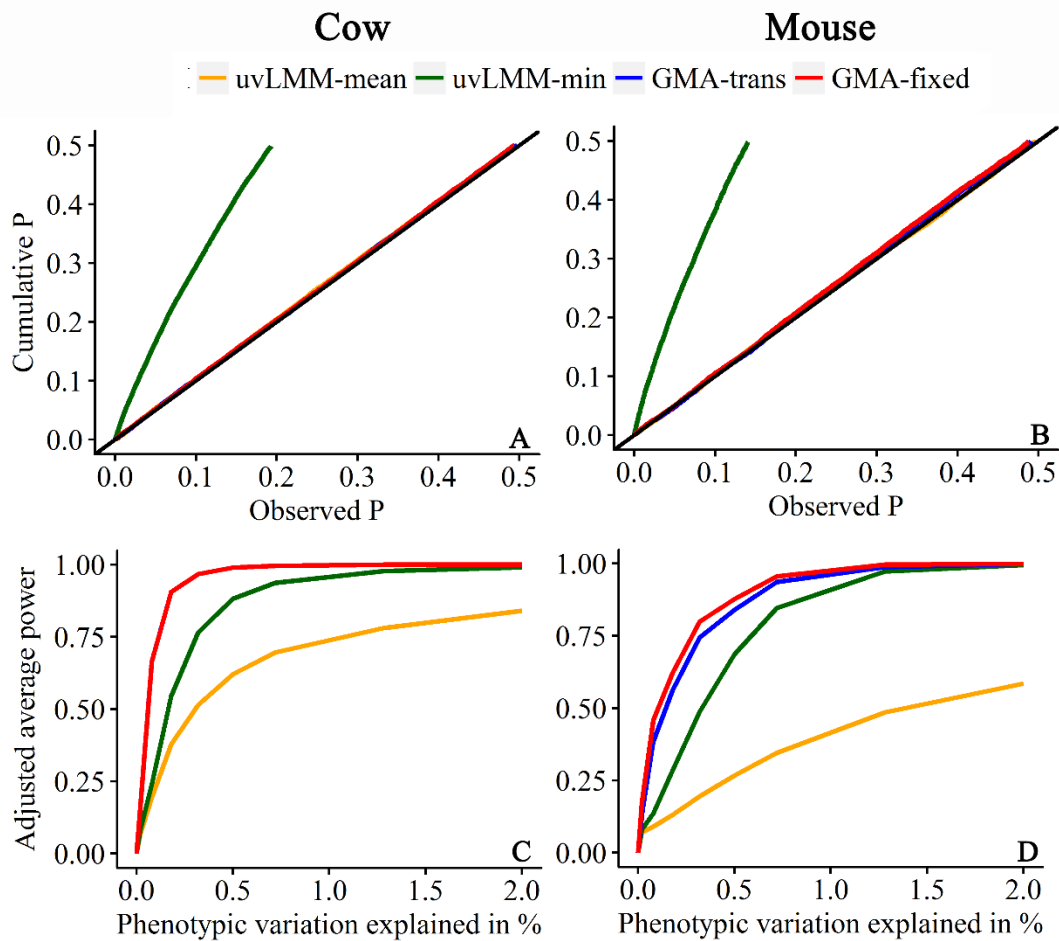 Cow Mouse
: uvLMM-mean uvLMM-min GMA-trans GMA-fixed
0.5
0.4
0.3
0.2
0.1
0.0
Cumulative P
A
0.0 0.1 0.2 0.3 0.4 0.5
Observed P
0.5
0.4
0.3
0.2
0.1
0.0
B
0.0 0.1 0.2 0.3 0.4 0.5
Observed P
1.00
0.75
0.50
0.25
0.00
Adjusted average power
C
0.0 0.5 1.0 1.5 2.0
Phenotypic variation explained in %
1.00
0.75
0.50
0.25
0.00
D
0.0 0.5 1.0 1.5 2.0
Phenotypic variation explained in %